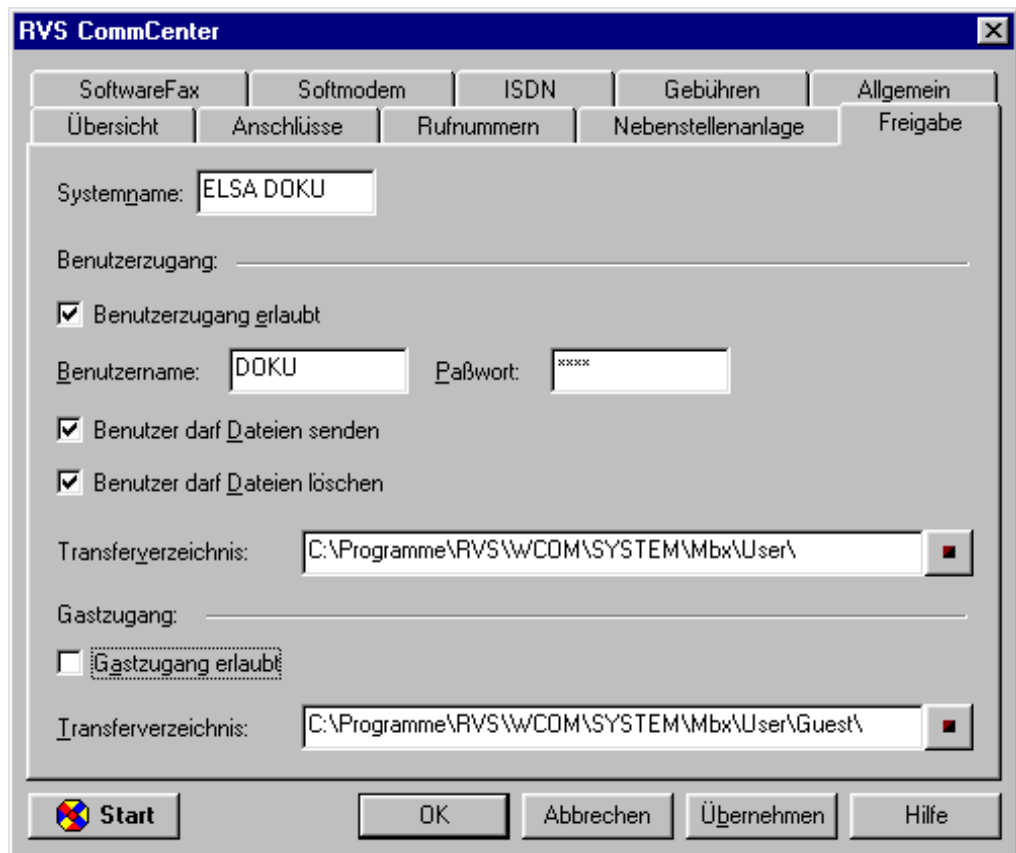 RVS CommCenter
SoftwareFax Softmodem ISDN Gebühren Allgemein
Übersicht Anschlüsse Rufnummern Nebenstellenanlage Freigabe
Systemname: ELSA DOKU
Benutzerzugang:
Benutzerzugang erlaubt
Benutzername: DOKU Paßwort: ****
Benutzer darf Dateien senden
Benutzer darf Dateien löschen
Transferverzeichnis: C:\Programme\RVS\WCOM\SYSTEM\Mbx\User\
Gastzugang:
Gastzugang erlaubt
Transferverzeichnis: C:\Programme\RVS\WCOM\SYSTEM\Mbx\User\Guest\
Start OK Abbrechen Übernehmen Hilfe